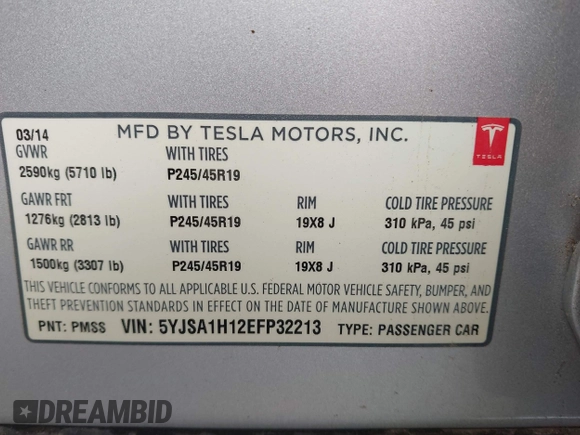 03/14 MFD BY TESLA MOTORS, INC.
GVWR WITH TIRES
2590kg (5710 lb) P245/45R19
TESLA
GAWR FRT WITH TIRES RIM COLD TIRE PRESSURE
1276kg (2813 lb) P245/45R19 19X8 J 310 kPa, 45 psi
GAWR RR WITH TIRES RIM COLD TIRE PRESSURE
1500kg (3307 lb) P245/45R19 19X8 J 310 kPa, 45 psi
THIS VEHICLE CONFORMS TO ALL APPLICABLE U.S. FEDERAL MOTOR VEHICLE SAFETY, BUMPER, AND
THEFT PREVENTION STANDARDS IN EFFECT ON THE DATE OF MANUFACTURE SHOWN ABOVE.
PNT: PMSS VIN: 5YJSA1H12EFP32213 TYPE: PASSENGER CAR
DREAMBID